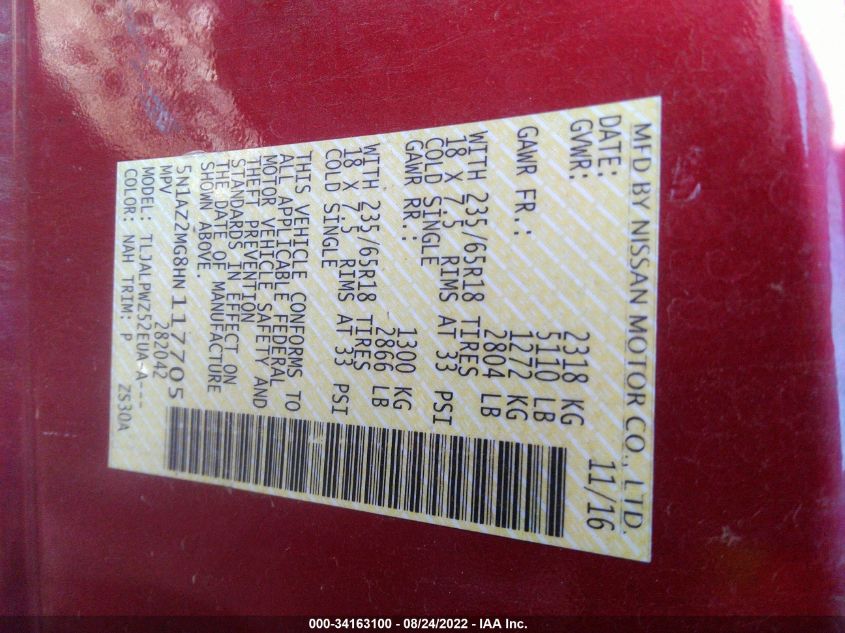 MFD BY NISSAN MOTOR CO., LTD.
DATE: 11/16
GVWR: 2318 KG
5110 LB
GAWR FR.: 1272 KG
2804 LB
WITH 235/65R18 TIRES
18 X 7.5 RIMS AT 33 PSI
COLD SINGLE
GAWR RR.: 1300 KG
2866 LB
WITH 235/65R18 TIRES
18 X 7.5 RIMS AT 33 PSI
COLD SINGLE
THIS VEHICLE CONFORMS TO
ALL APPLICABLE FEDERAL
MOTOR VEHICLE SAFETY AND
THEFT PREVENTION
STANDARDS IN EFFECT ON
THE DATE OF MANUFACTURE
SHOWN ABOVE.
5N1AZ2MG8HN117705
MPV 282042
MODEL: TLJALPWZ52EUA-A---
COLOR: NAH TRIM: P ZS30A
000-34163100 - 08/24/2022 - IAA Inc.